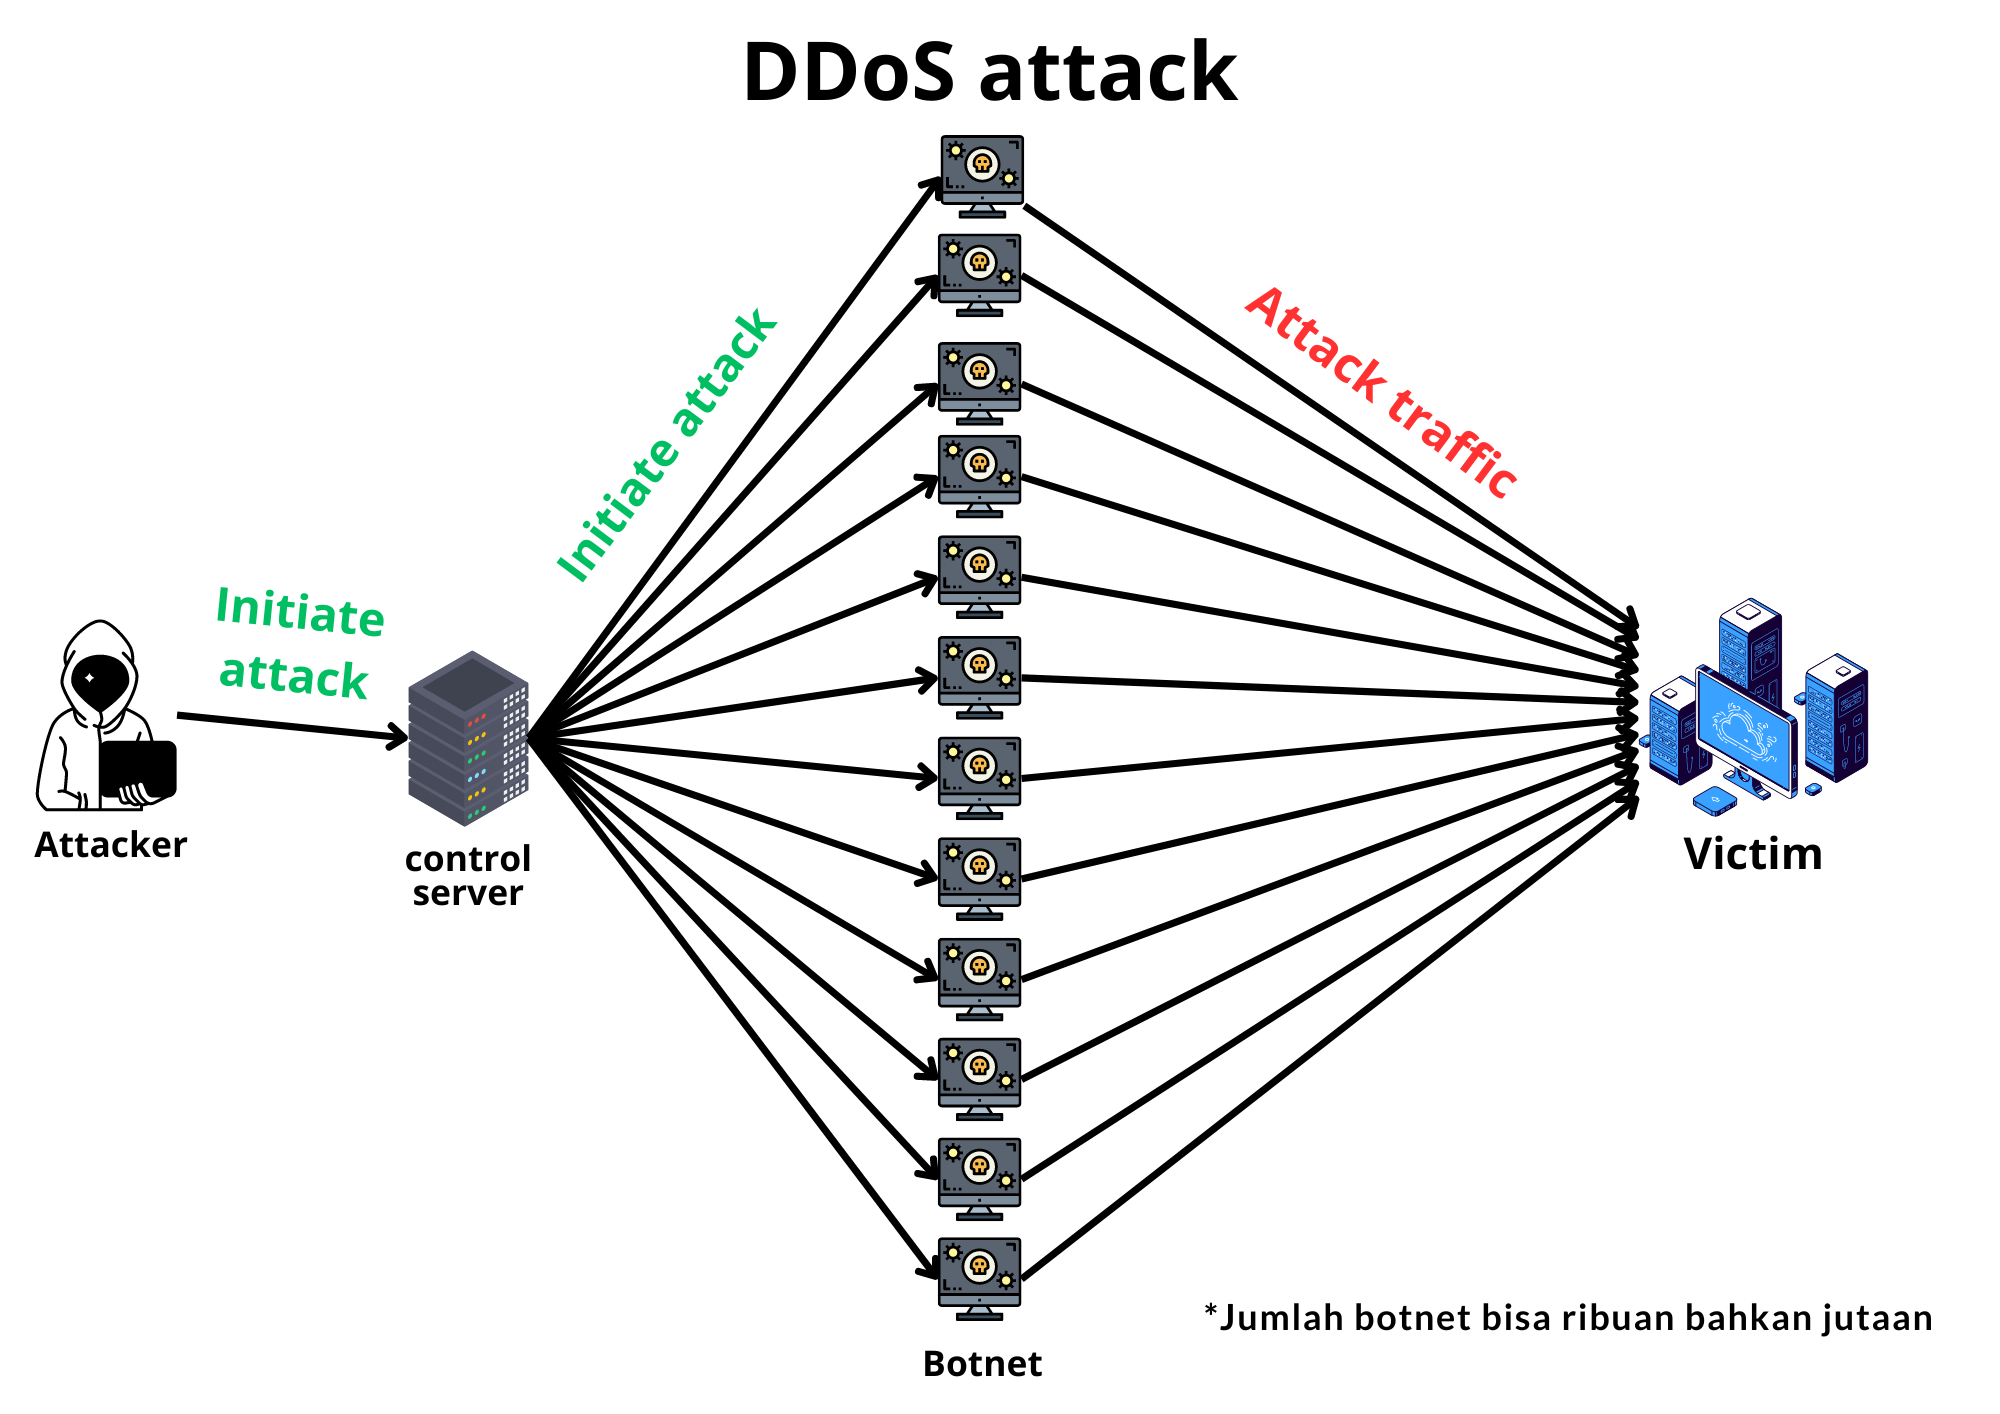 DDoS attack
Initiate attack
Attack traffic
Initiate
attack
Attacker
control
server
Victim
*Jumlah botnet bisa ribuan bahkan jutaan
Botnet